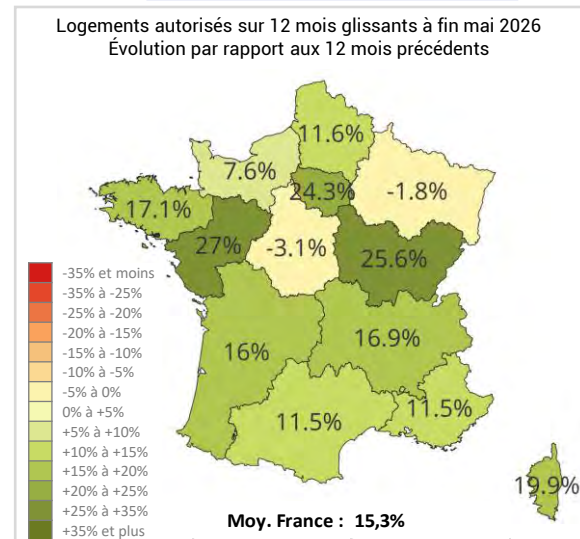 Logements autorisés sur 12 mois glissants à fin mai 2026
Évolution par rapport aux 12 mois précédents
11.6%
7.6%
24.3%
-1.8%
17.1%
27%
-3.1%
25.6%
-35% et moins
-35% à -25%
-25% à -20%
-20% à -15%
-15% à -10%
-10% à -5%
-5% à 0%
0% à +5%
+5% à +10%
+10% à +15%
+15% à +20%
+20% à +25%
+25% à +35%
+35% et plus
16%
16.9%
11.5%
11.5%
19.9%
Moy. France : 15,3%